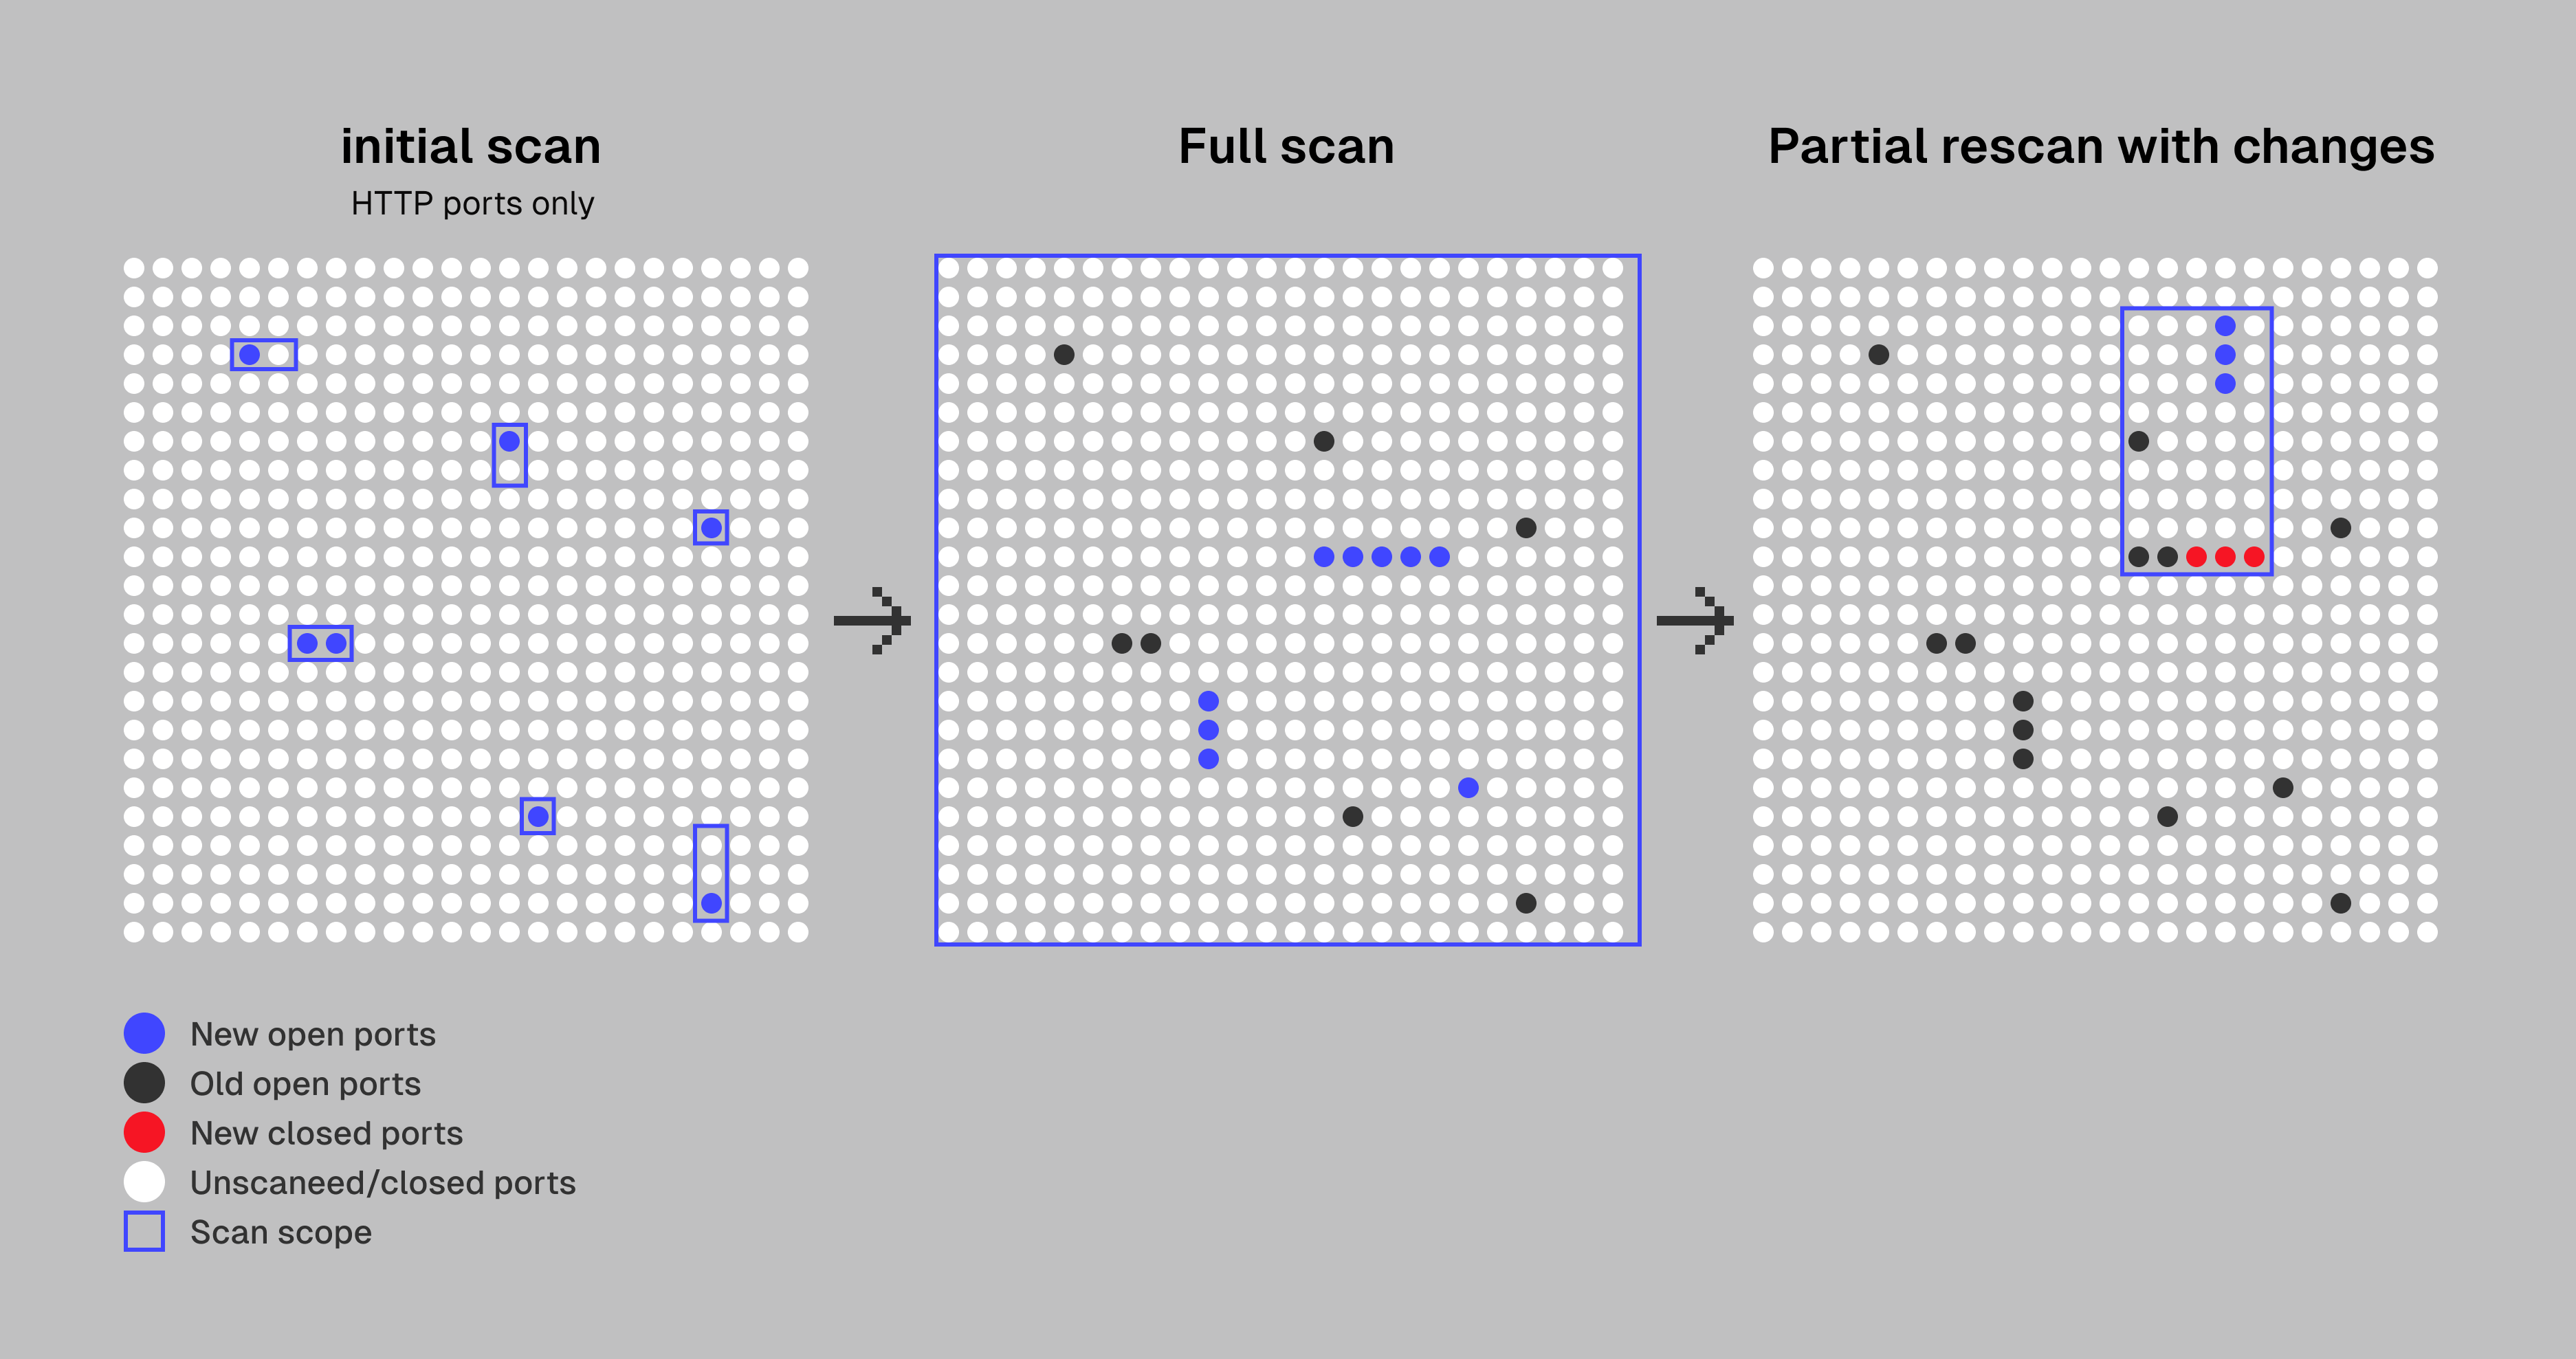 initial scan
HTTP ports only
Full scan
Partial rescan with changes
New open ports
Old open ports
New closed ports
Unscaneed/closed ports
Scan scope